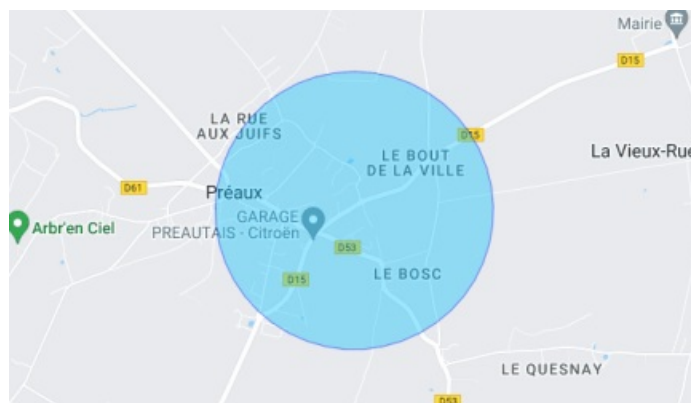 Mairie
D15
LA RUE
AUX JUIFS
D15
LE BOUT
DE LA VILLE
La Vieux-Rue
D61
Préaux
GARAGE
PREAUTAIS - Citroën
Arbr'en Ciel
D53
D15
LE BOSC
LE QUESNAY
D53